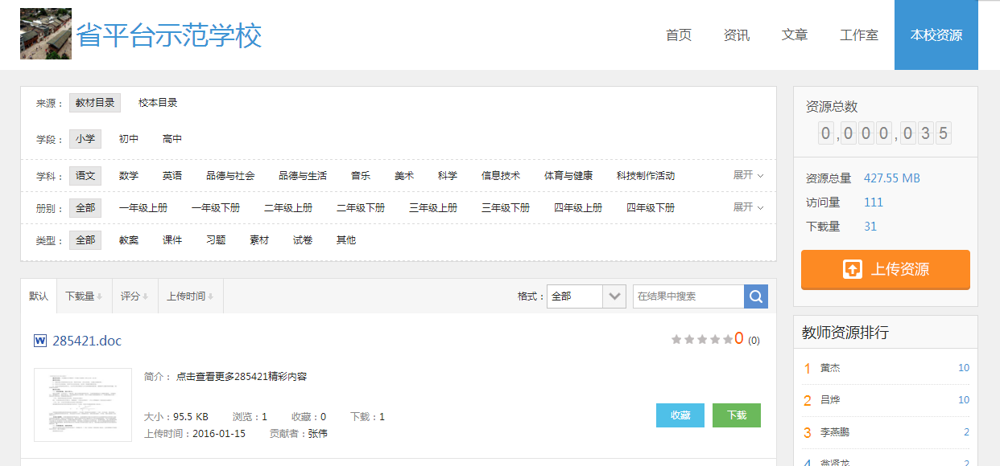 省平台示范学校
首页 资讯 文章 工作室 本校资源
来源： 教材目录 校本目录
学段： 小学 初中 高中
学科： 语文 数学 英语 品德与社会 品德与生活 音乐 美术 科学 信息技术 体育与健康 科技制作活动 展开
册别： 全部 一年级上册 一年级下册 二年级上册 二年级下册 三年级上册 三年级下册 四年级上册 四年级下册 展开
类型： 全部 教案 课件 习题 素材 试卷 其他
默认 下载量 评分 上传时间 格式： 全部 在结果中搜索
285421.doc 0 (0)
简介： 点击查看更多285421精彩内容
大小：95.5 KB 浏览：1 收藏：0 下载：1
上传时间：2016-01-15 贡献者：张伟
收藏 下载
资源总数
0,000,035
资源总量 427.55 MB
访问量 111
下载量 31
上传资源
教师资源排行
1 黄杰 10
2 吕烨 10
3 李燕鹏 2
4 翁贤龙 2